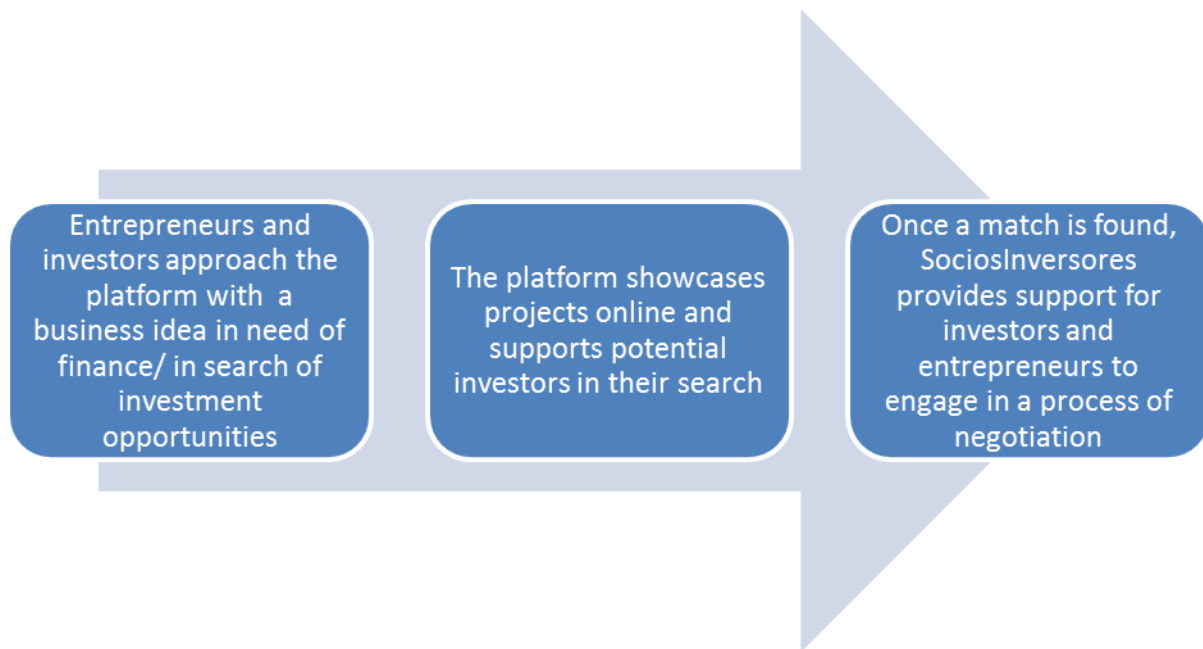 Entrepreneurs and
investors approach the
platform with a
business idea in need of
finance/ in search of
investment
opportunities
The platform showcases
projects online and
supports potential
investors in their search
Once a match is found,
SociosInversores
provides support for
investors and
entrepreneurs to
engage in a process of
negotiation